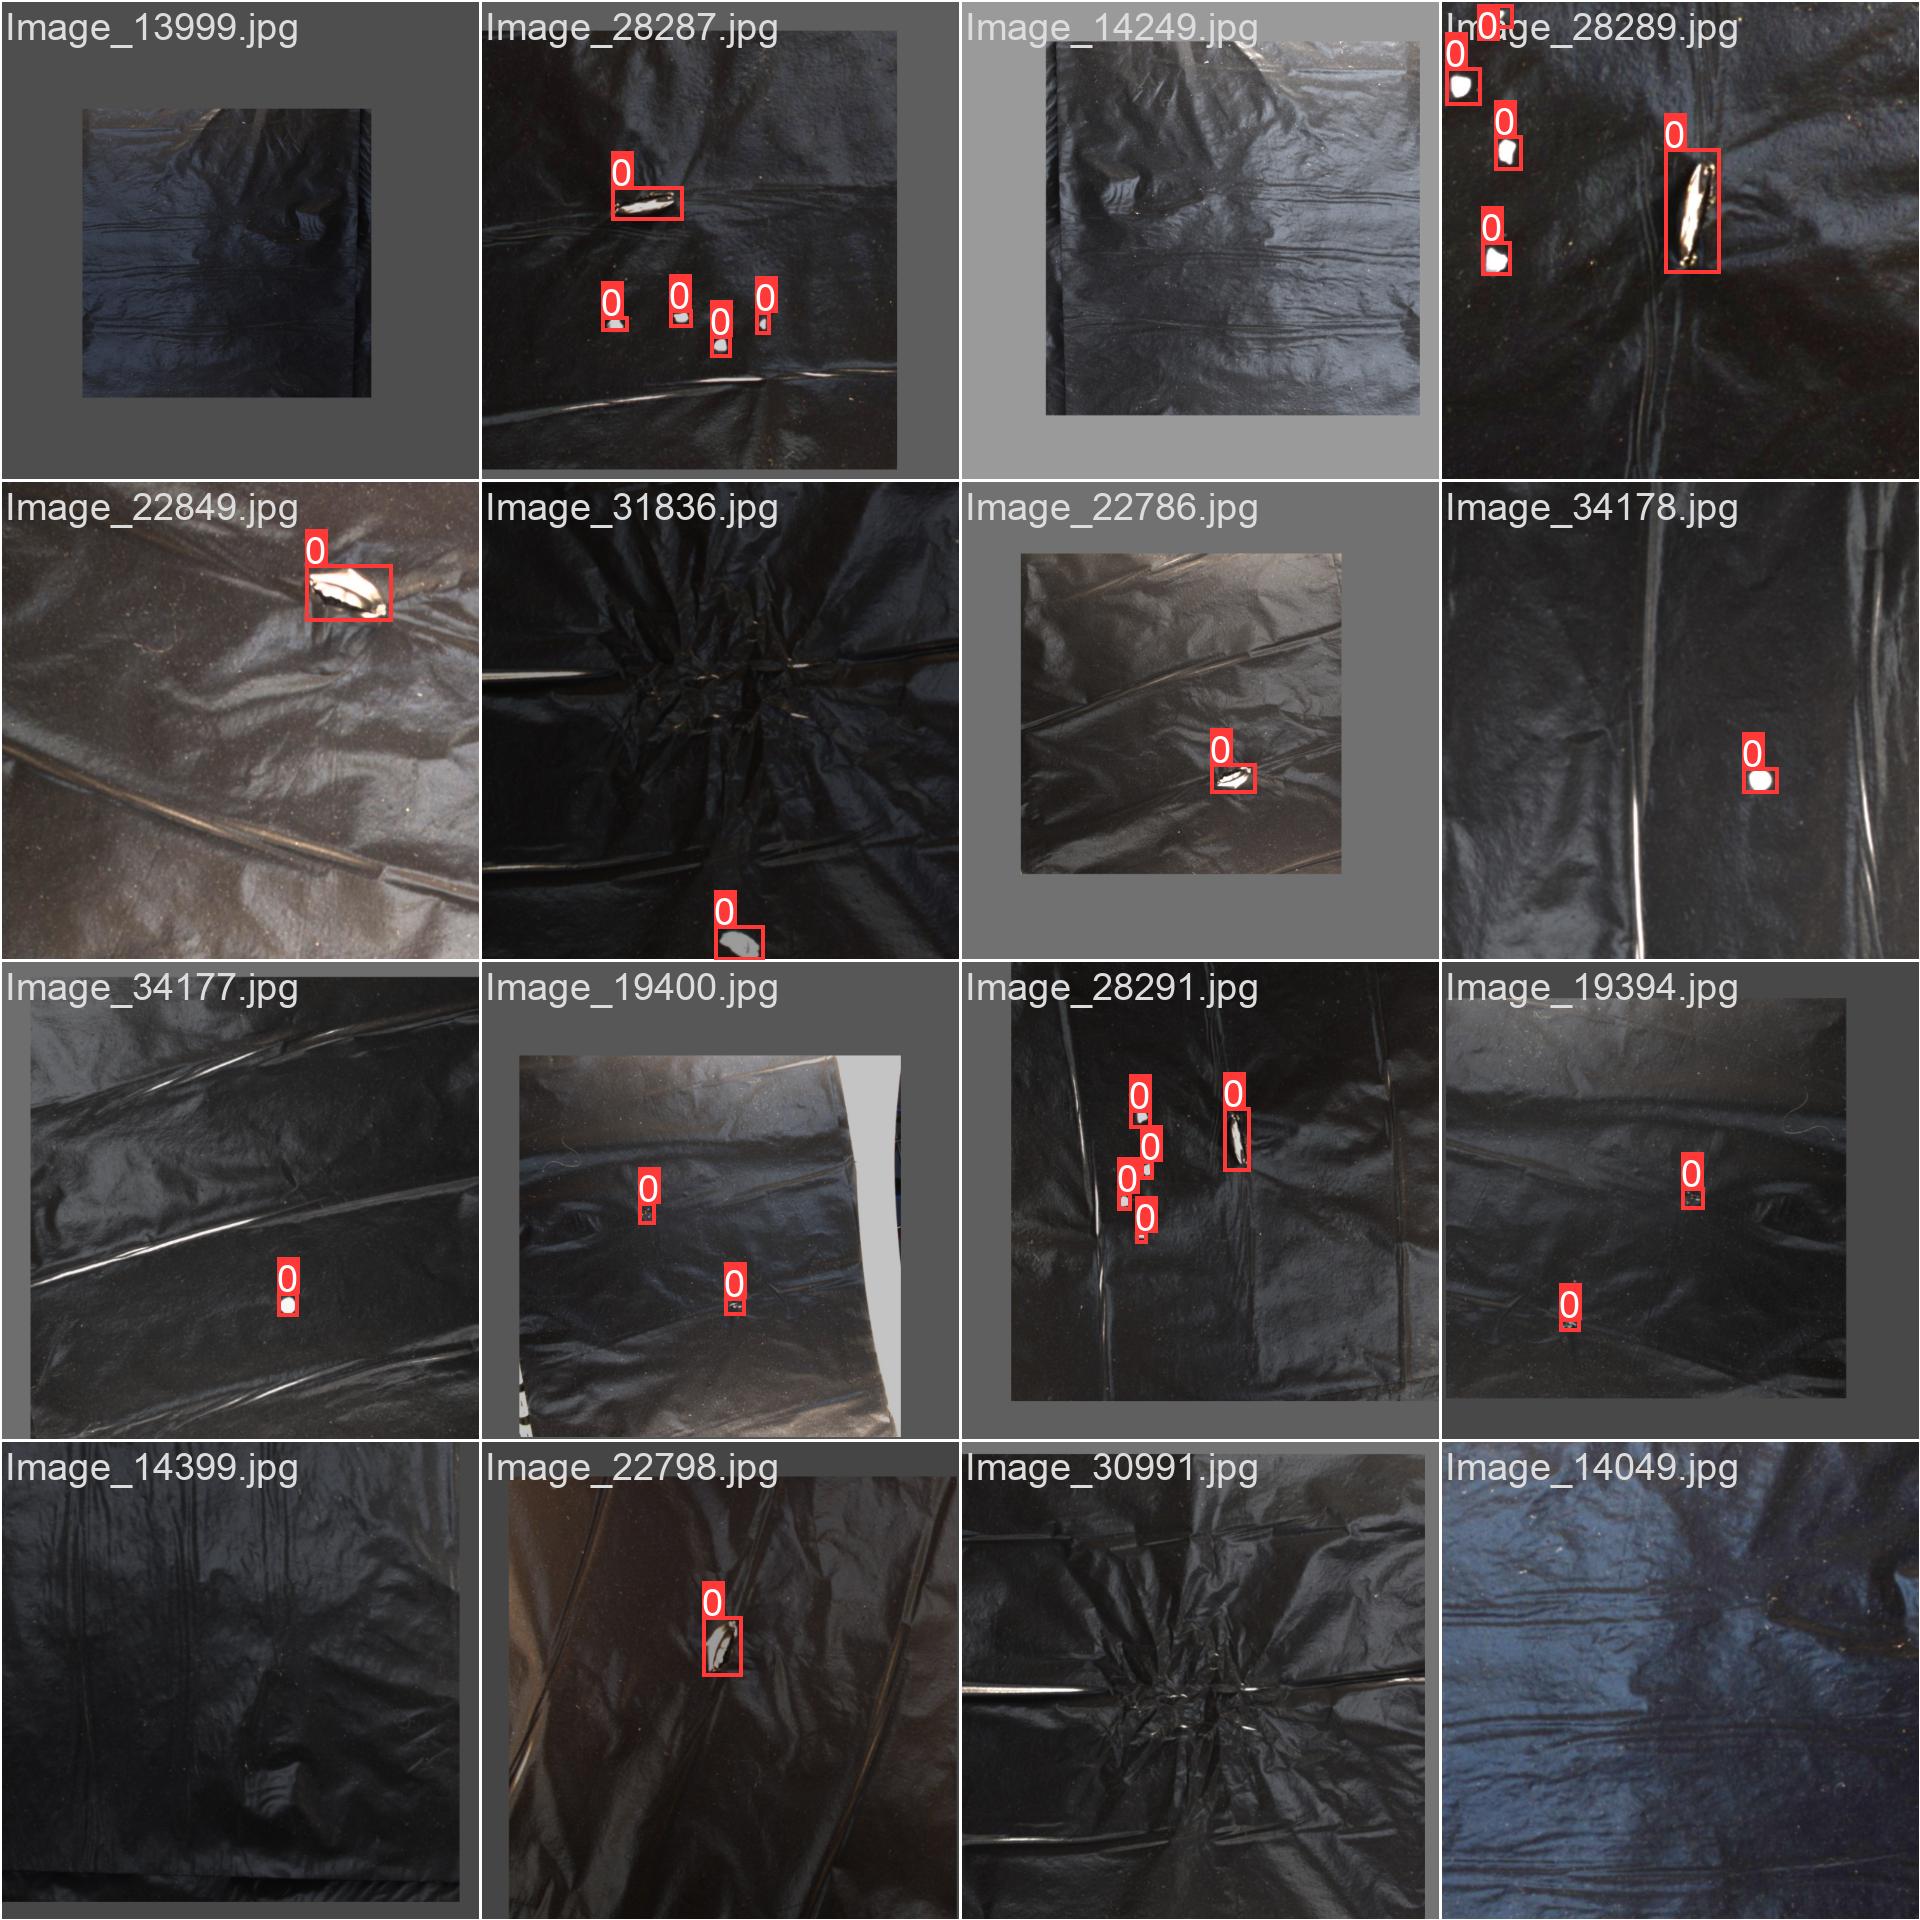 Image_13999.jpg
Image_28287.jpg
Image_14249.jpg
Image_28289.jpg
0
0
0
0
0
0
0
0
0
0
Image_22849.jpg
Image_31836.jpg
Image_22786.jpg
Image_34178.jpg
0
0
0
0
Image_34177.jpg
Image_19400.jpg
Image_28291.jpg
Image_19394.jpg
0
0
0
0
0
0
0
0
0
0
Image_14399.jpg
Image_22798.jpg
Image_30991.jpg
Image_14049.jpg
0